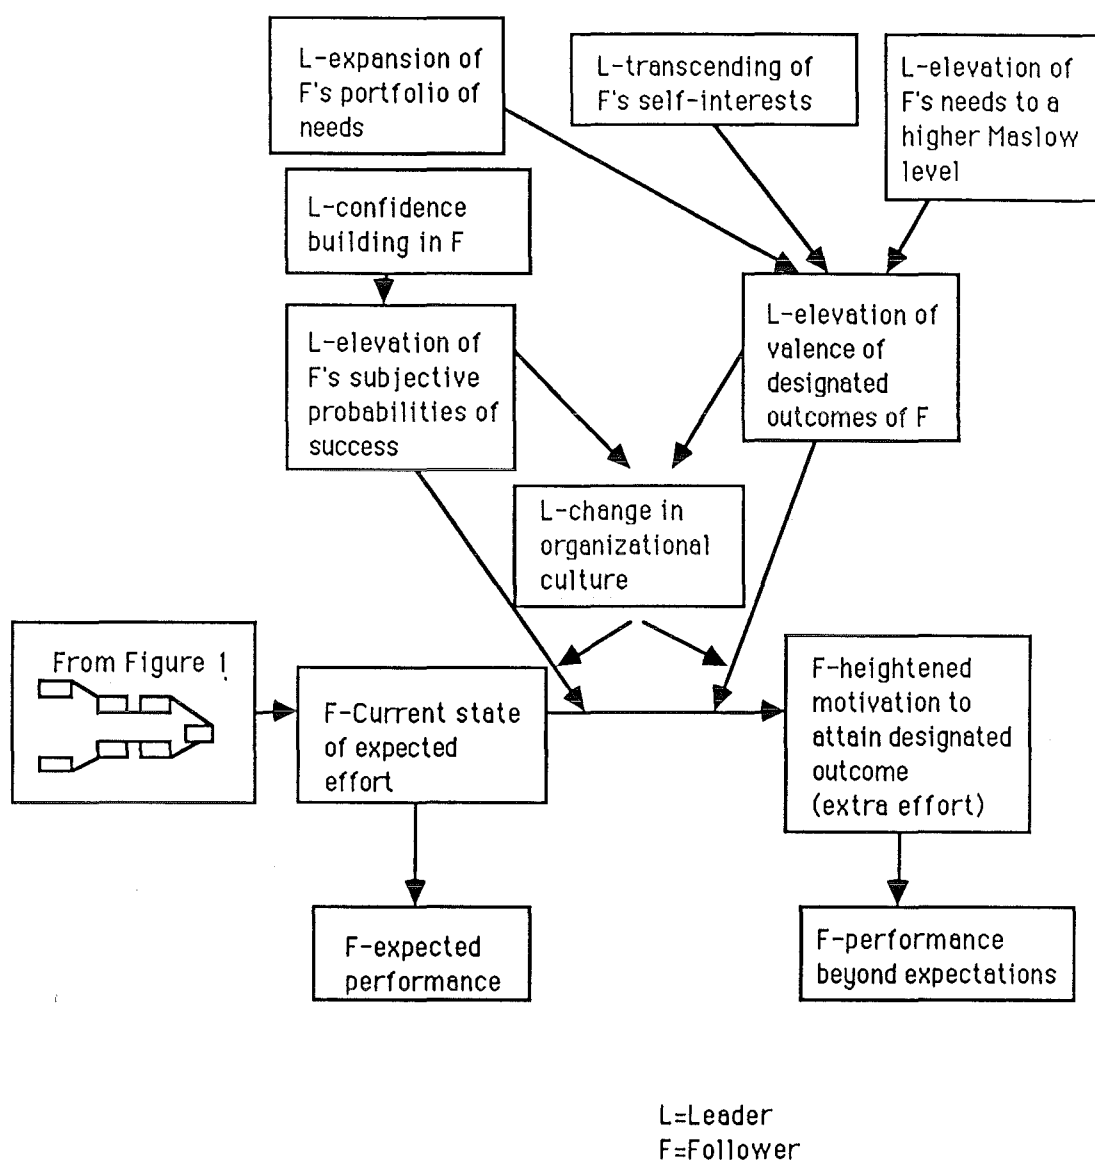 L-expansion of
F's portfolio of
needs
L-transcending of
F's self-interests
L-elevation of
F's needs to a
higher Maslow
level
L-confidence
building in F
L-elevation of
F's subjective
probabilities of
success
L-elevation of
valence of
designated
outcomes of F
L-change in
organizational
culture
From Figure 1
F-Current state
of expected
effort
F-heightened
motivation to
attain designated
outcome
(extra effort)
F-expected
performance
F-performance
beyond expectations
L=Leader
F=Follower